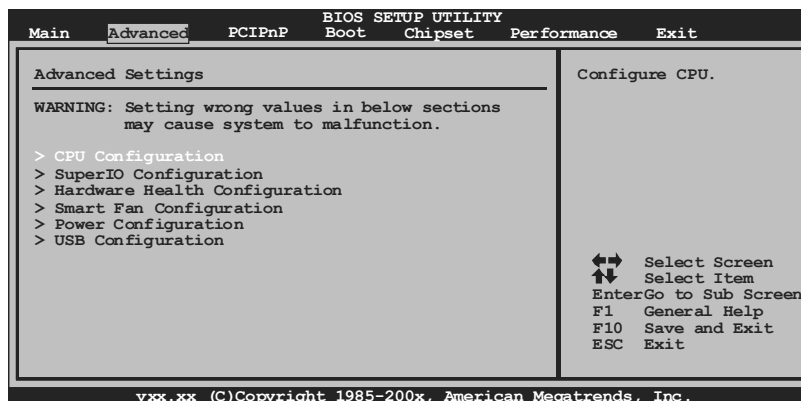 BIOS SETUP UTILITY
Main Advanced PCIPnP Boot Chipset Performance Exit
Advanced Settings
WARNING: Setting wrong values in below sections
may cause system to malfunction.
> CPU Configuration
> SuperIO Configuration
> Hardware Health Configuration
> Smart Fan Configuration
> Power Configuration
> USB Configuration
Configure CPU.
Select Screen
Select Item
EnterGo to Sub Screen
F1 General Help
F10 Save and Exit
ESC Exit
vxx.xx (C)Copyright 1985-200x, American Megatrends, Inc.